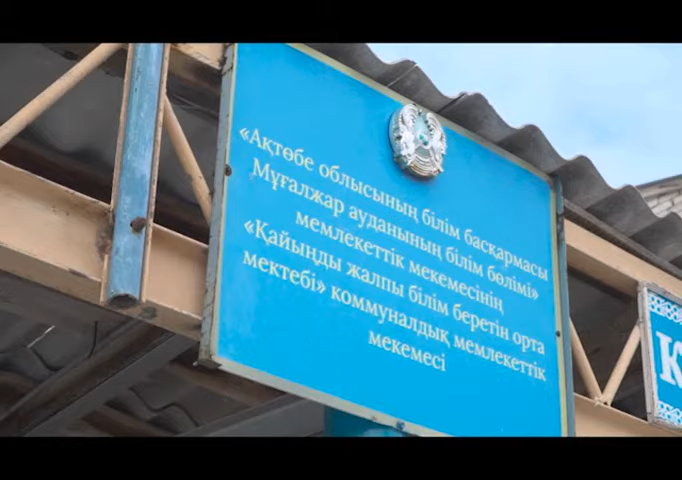 «Ақтөбе облысының білім басқармасы
Мұғалжар ауданының білім бөлімі»
мемлекеттік мекемесінің
«Қайыңды жалпы білім беретін орта
мектебі» коммуналдық мемлекеттік
мекемесі